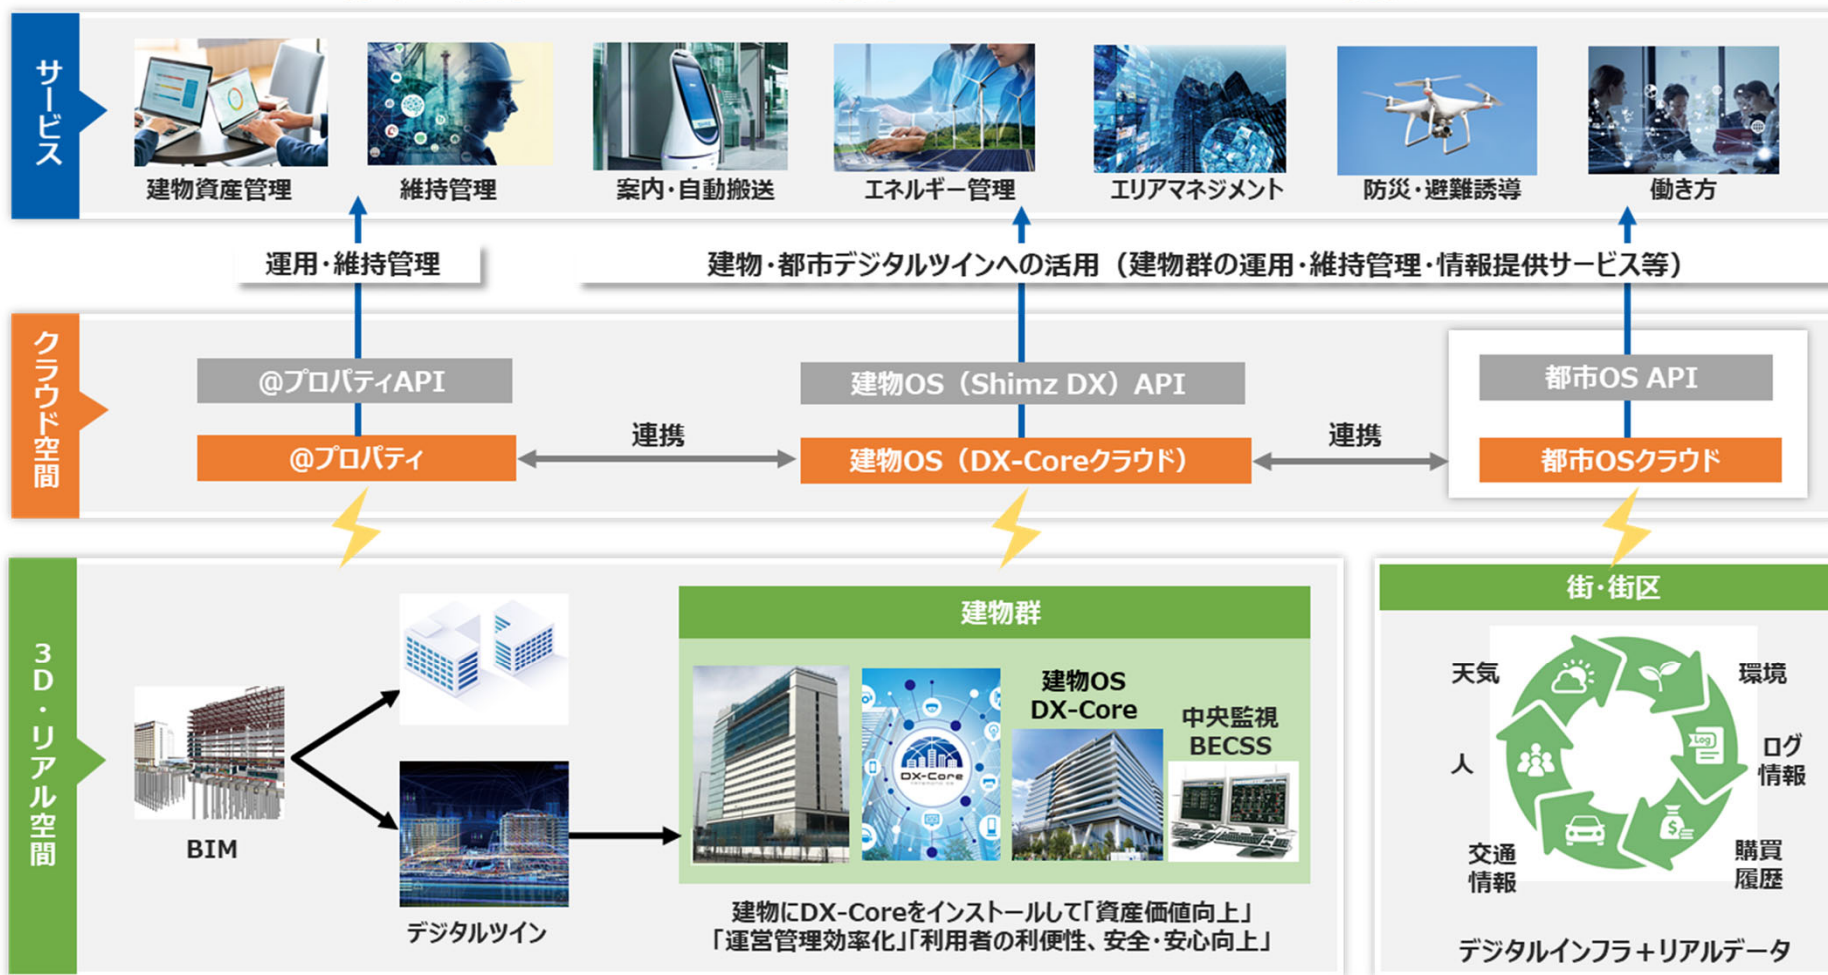 サービス
建物資産管理
維持管理
案内・自動搬送
エネルギー管理
エリアマネジメント
防災・避難誘導
働き方
運用・維持管理
建物・都市デジタルツインへの活用（建物群の運用・維持管理・情報提供サービス等）
クラウド空間
@プロパティAPI
建物OS（Shimz DX）API
都市OS API
@プロパティ
連携
建物OS（DX-Coreクラウド）
連携
都市OSクラウド
3D・リアル空間
BIM
デジタルツイン
建物群
DX-Core
建物OS
DX-Core
中央監視
BECSS
建物にDX-Coreをインストールして「資産価値向上」
「運営管理効率化」「利用者の利便性、安全・安心向上」
街・街区
天気
環境
人
Log
ログ
情報
交通
情報
購買
履歴
デジタルインフラ＋リアルデータ